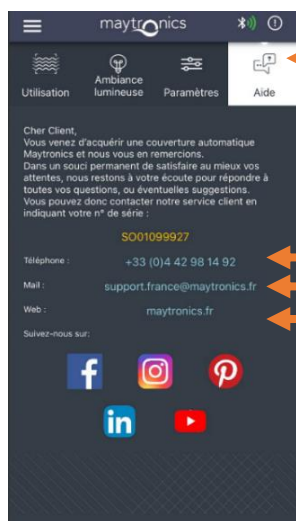 maytronics
Utilisation
Ambiance
lumineuse
Paramètres
Aide
Cher Client,
Vous venez d'acquérir une couverture automatique
Maytronics et nous vous en remercions.
Dans un souci permanent de satisfaire au mieux vos
attentes, nous restons à votre écoute pour répondre à
toutes vos questions, ou éventuelles suggestions.
Vous pouvez donc contacter notre service client en
indiquant votre n° de série :
SO01099927
Téléphone : +33 (0)4 42 98 14 92
Mail : support.france@maytronics.fr
Web : maytronics.fr
Suivez-nous sur: